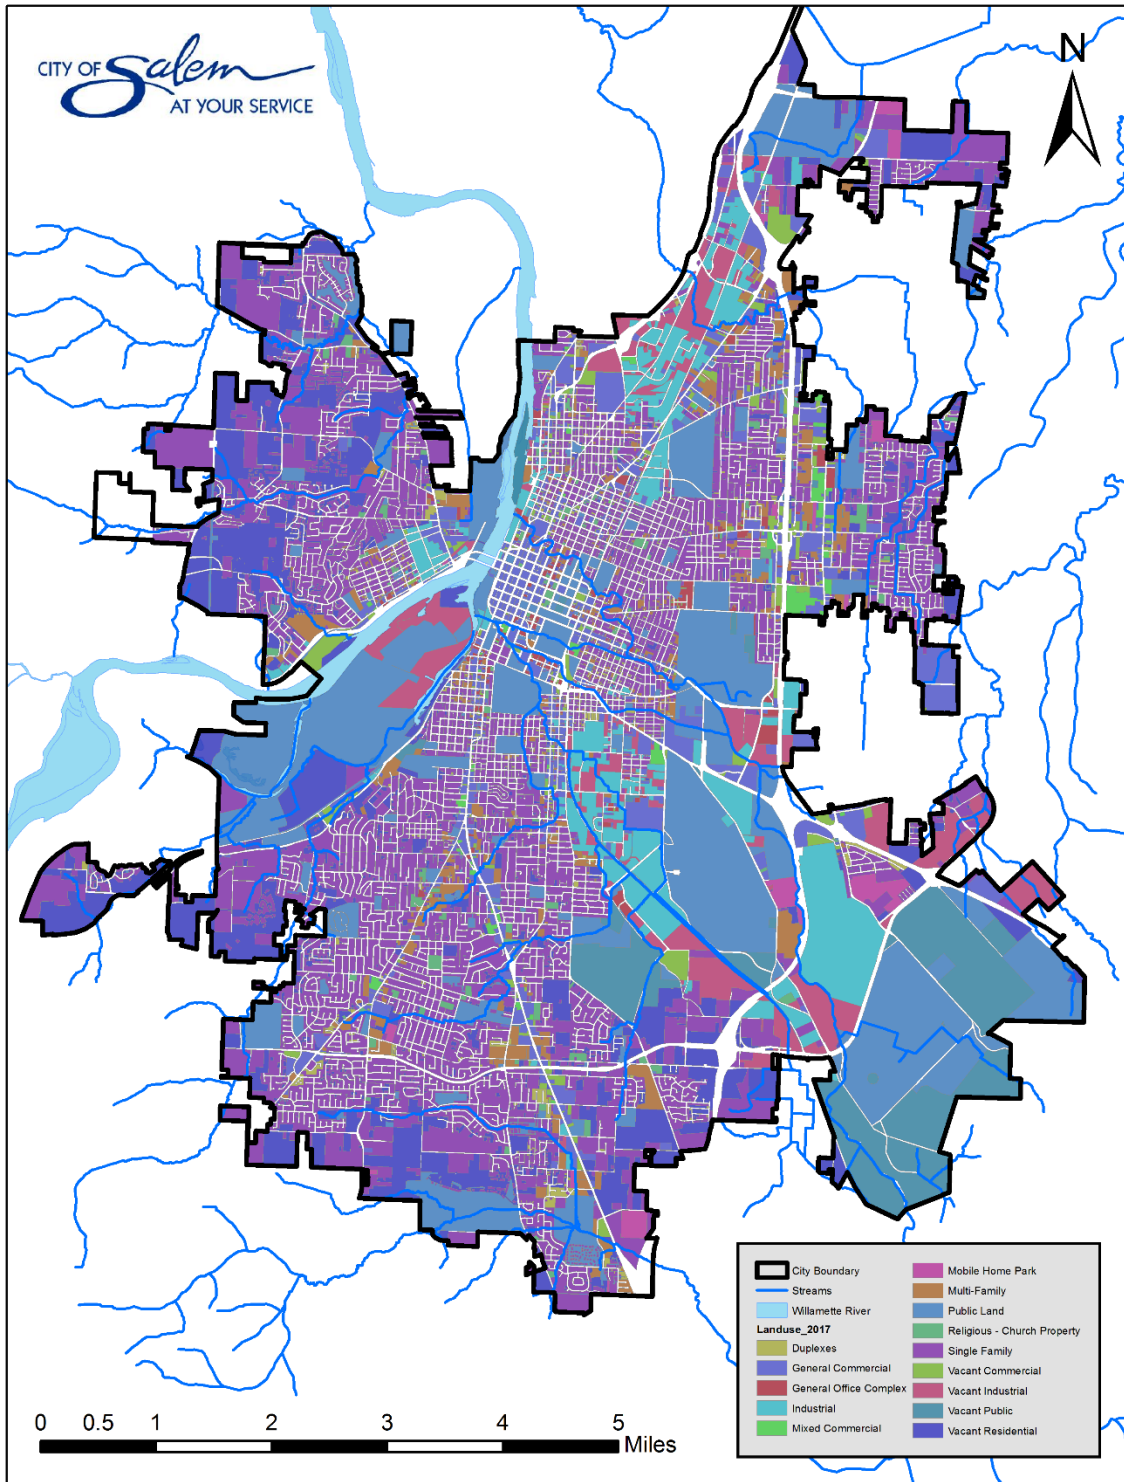 CITY OF Salem
AT YOUR SERVICE
N
City Boundary
Streams
Willamette River
Landuse_2017
Duplexes
General Commercial
General Office Complex
Industrial
Mixed Commercial
Mobile Home Park
Multi-Family
Public Land
Religious - Church Property
Single Family
Vacant Commercial
Vacant Industrial
Vacant Public
Vacant Residential
0 0.5 1 2 3 4 5
Miles